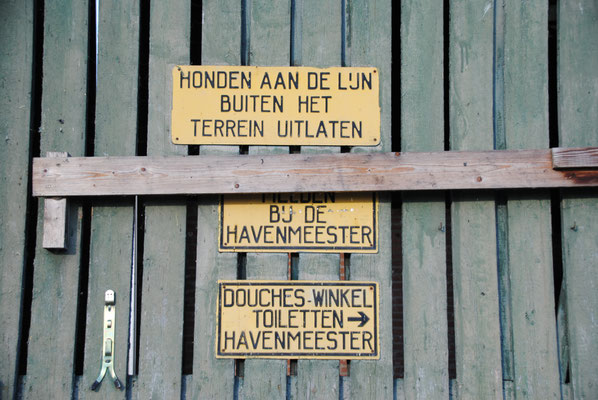 HONDEN AAN DE LIJN
BUITEN HET
TERREIN UITLATEN
MELDEN
BIJ DE
HAVENMEESTER
DOUCHES-WINKEL
TOILETTEN →
HAVENMEESTER